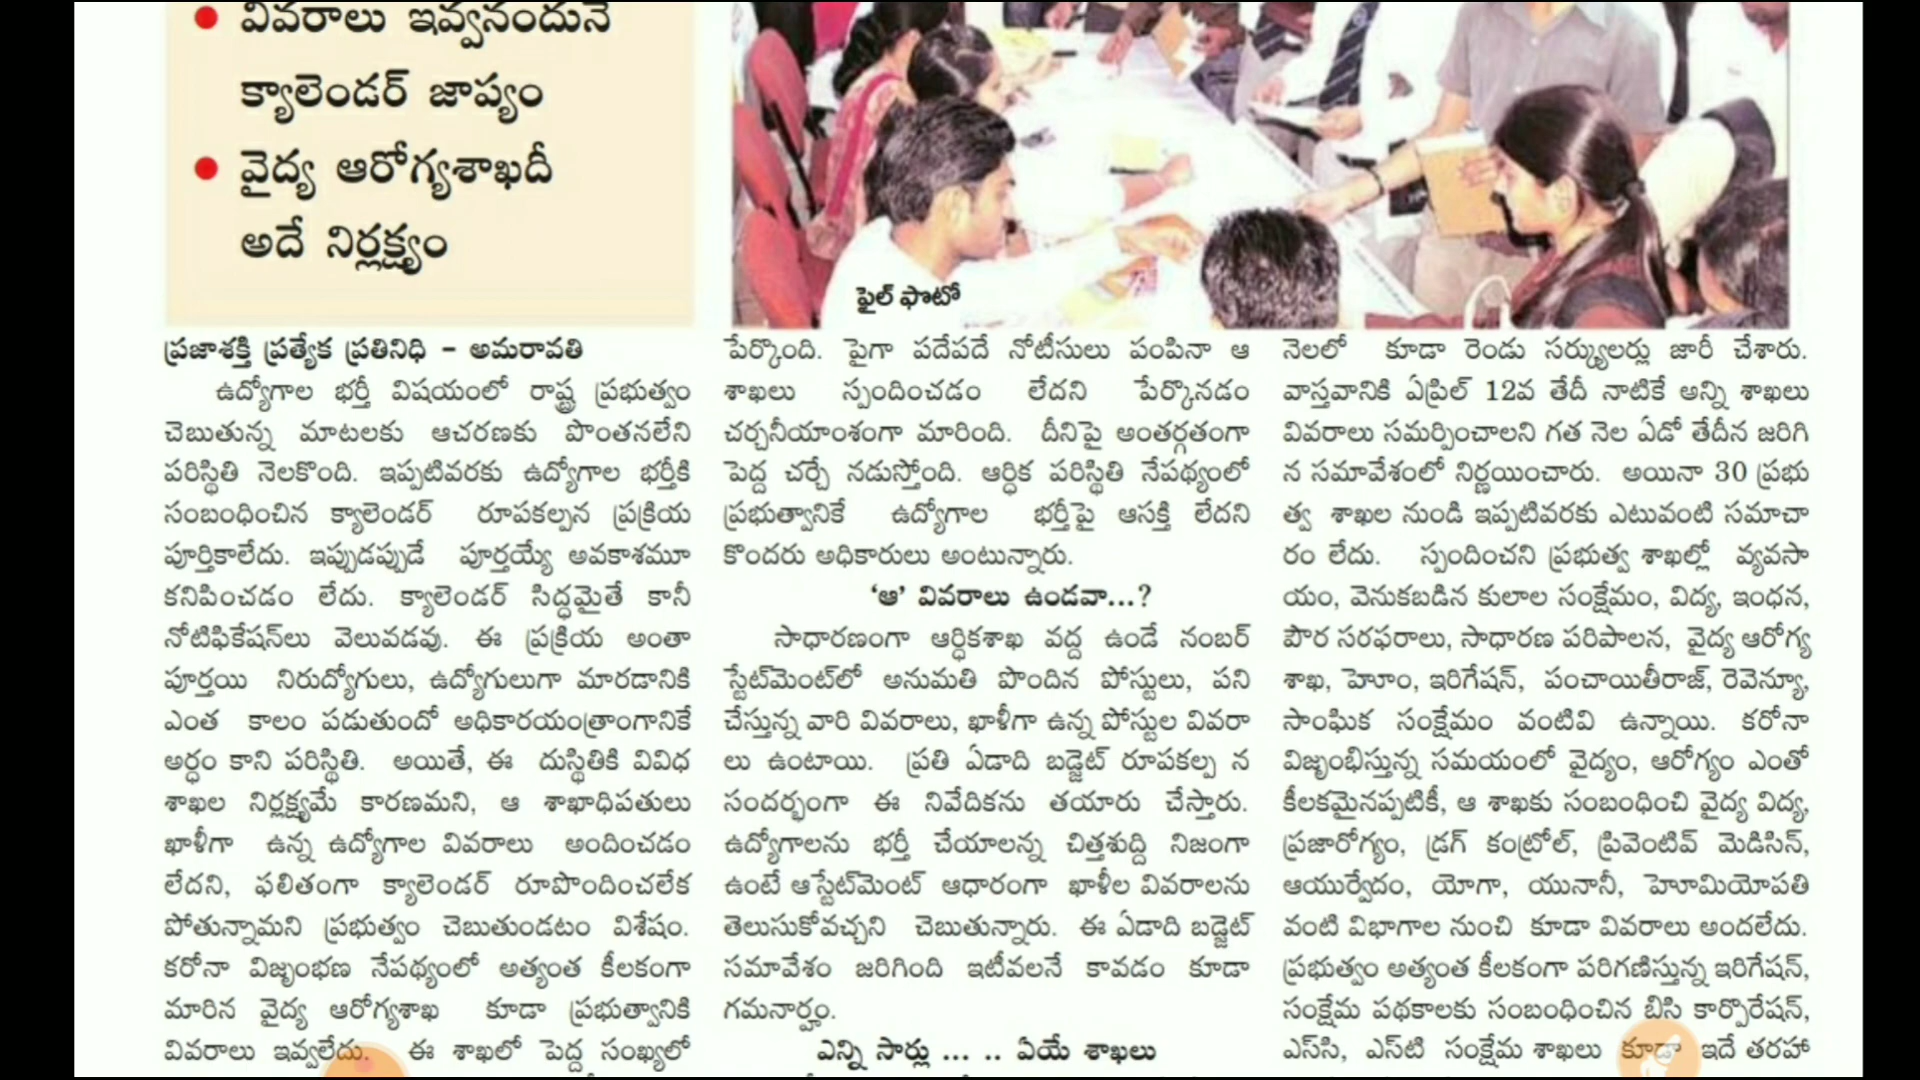 వివరాలు ఇవ్వనందునే
క్యాలెండర్ జాప్యం
వైద్య ఆరోగ్యశాఖదీ
అదే నిర్లక్ష్యం
ఫైల్ ఫొటో
ప్రజాశక్తి ప్రత్యేక ప్రతినిధి - అమరావతి
ఉద్యోగాల భర్తీ విషయంలో రాష్ట్ర ప్రభుత్వం
చెబుతున్న మాటలకు ఆచరణకు పొంతనలేని
పరిస్థితి నెలకొంది. ఇప్పటివరకు ఉద్యోగాల భర్తీకి
సంబంధించిన క్యాలెండర్ రూపకల్పన ప్రక్రియ
పూర్తికాలేదు. ఇప్పుడప్పుడే పూర్తయ్యే అవకాశమూ
కనిపించడం లేదు. క్యాలెండర్ సిద్ధమైతే కానీ
నోటిఫికేషన్‌లు వెలువడవు. ఈ ప్రక్రియ అంతా
పూర్తయి నిరుద్యోగులు, ఉద్యోగులుగా మారడానికి
ఎంత కాలం పడుతుందో అధికారయంత్రాంగానికే
అర్ధం కాని పరిస్థితి. అయితే, ఈ దుస్థితికి వివిధ
శాఖల నిర్లక్ష్యమే కారణమని, ఆ శాఖాధిపతులు
ఖాళీగా ఉన్న ఉద్యోగాల వివరాలు అందించడం
లేదని, ఫలితంగా క్యాలెండర్ రూపొందించలేక
పోతున్నామని ప్రభుత్వం చెబుతుండటం విశేషం.
కరోనా విజృంభణ నేపథ్యంలో అత్యంత కీలకంగా
మారిన వైద్య ఆరోగ్యశాఖ కూడా ప్రభుత్వానికి
వివరాలు ఇవ్వలేదు. ఈ శాఖలో పెద్ద సంఖ్యలో
పేర్కొంది. పైగా పదేపదే నోటీసులు పంపినా ఆ
శాఖలు స్పందించడం లేదని పేర్కొనడం
చర్చనీయాంశంగా మారింది. దీనిపై అంతర్గతంగా
పెద్ద చర్చే నడుస్తోంది. ఆర్ధిక పరిస్థితి నేపథ్యంలో
ప్రభుత్వానికే ఉద్యోగాల భర్తీపై ఆసక్తి లేదని
కొందరు అధికారులు అంటున్నారు.
'ఆ' వివరాలు ఉండవా...?
సాధారణంగా ఆర్ధికశాఖ వద్ద ఉండే నంబర్
స్టేట్‌మెంట్‌లో అనుమతి పొందిన పోస్టులు, పని
చేస్తున్న వారి వివరాలు, ఖాళీగా ఉన్న పోస్టుల వివరా
లు ఉంటాయి. ప్రతి ఏడాది బడ్జెట్ రూపకల్ప న
సందర్భంగా ఈ నివేదికను తయారు చేస్తారు.
ఉద్యోగాలను భర్తీ చేయాలన్న చిత్తశుద్ది నిజంగా
ఉంటే ఆస్టేట్‌మెంట్ ఆధారంగా ఖాళీల వివరాలను
తెలుసుకోవచ్చని చెబుతున్నారు. ఈ ఏడాది బడ్జెట్
సమావేశం జరిగింది ఇటీవలనే కావడం కూడా
గమనార్హం.
ఎన్ని సార్లు ... .. ఏయే శాఖలు
నెలలో కూడా రెండు సర్క్యులర్లు జారీ చేశారు.
వాస్తవానికి ఏప్రిల్ 12వ తేదీ నాటికే అన్ని శాఖలు
వివరాలు సమర్పించాలని గత నెల ఏడో తేదీన జరిగి
న సమావేశంలో నిర్ణయించారు. అయినా 30 ప్రభు
త్వ శాఖల నుండి ఇప్పటివరకు ఎటువంటి సమాచా
రం లేదు. స్పందించని ప్రభుత్వ శాఖల్లో వ్యవసా
యం, వెనుకబడిన కులాల సంక్షేమం, విద్య, ఇంధన,
పౌర సరఫరాలు, సాధారణ పరిపాలన, వైద్య ఆరోగ్య
శాఖ, హెూం, ఇరిగేషన్, పంచాయితీరాజ్, రెవెన్యూ,
సాంఘిక సంక్షేమం వంటివి ఉన్నాయి. కరోనా
విజృంభిస్తున్న సమయంలో వైద్యం, ఆరోగ్యం ఎంతో
కీలకమైనప్పటికీ, ఆ శాఖకు సంబంధించి వైద్య విద్య,
ప్రజారోగ్యం, డ్రగ్ కంట్రోల్, ప్రివెంటివ్ మెడిసిన్,
ఆయుర్వేదం, యోగా, యునానీ, హెూమియోపతి
వంటి విభాగాల నుంచి కూడా వివరాలు అందలేదు.
ప్రభుత్వం అత్యంత కీలకంగా పరిగణిస్తున్న ఇరిగేషన్,
సంక్షేమ పథకాలకు సంబంధించిన బిసి కార్పొరేషన్,
ఎస్‌సి, ఎస్‌టి సంక్షేమ శాఖలు కూడా ఇదే తరహా